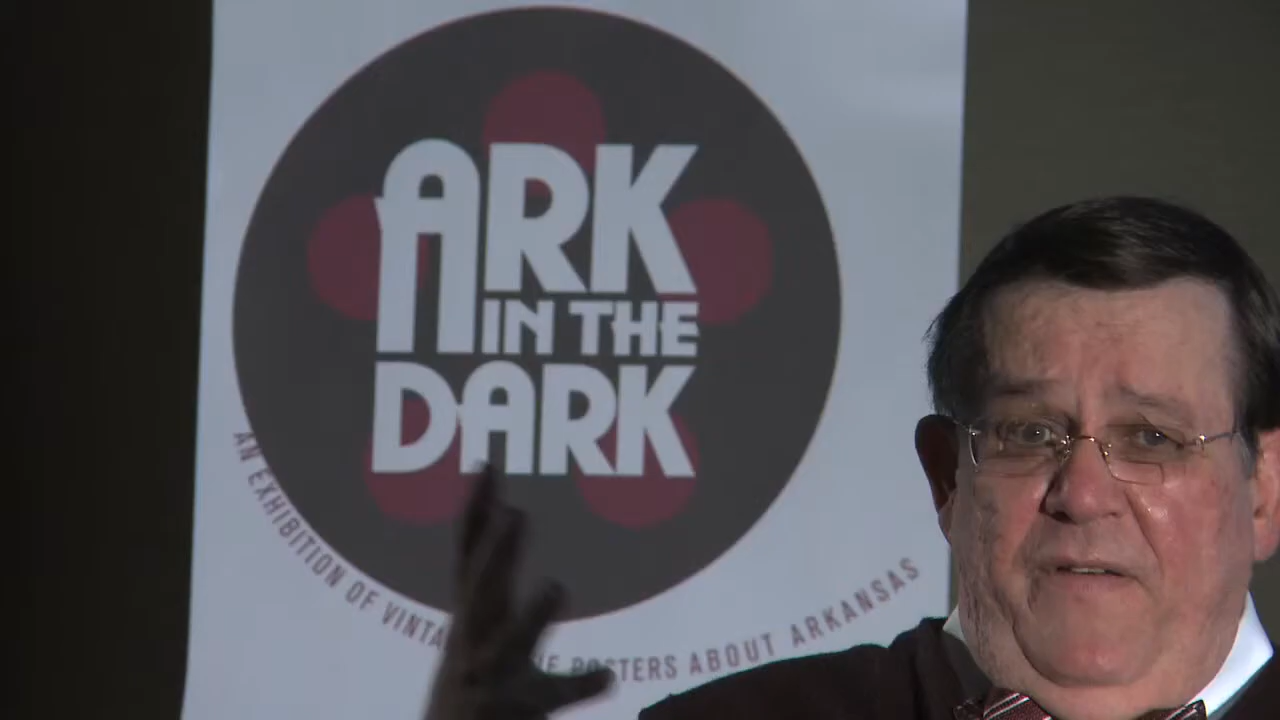 ARK
IN THE
DARK
AN EXHIBITION OF VINTA POSTERS ABOUT ARKANSAS